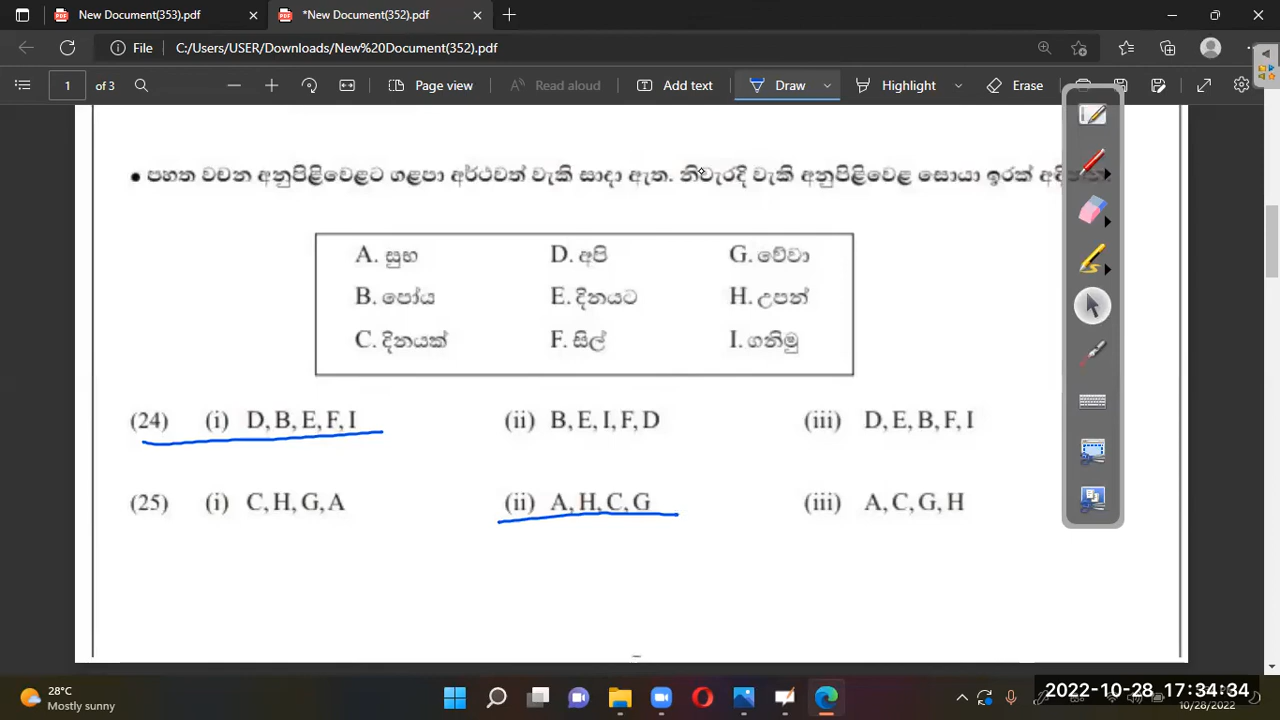 New Document(353).pdf
*New Document(352).pdf
File C:/Users/USER/Downloads/New%20Document(352).pdf
1 of 3 Page view Read aloud Add text Draw Highlight Erase
● පහත වචන අනුපිළිවෙළට ගළපා අර්ථවත් වැකි සාදා ඇත. නිවැරදි වැකි අනුපිළිවෙළ සොයා ඉරක්
A. සුභ D. අපි G. වේවා
B. පෝය E. දිනයට H. උපන්
C. දිනයක් F. සිල් I. ගනිමු
(24) (i) D, B, E, F, I (ii) B, E, I, F, D (iii) D, E, B, F, I
(25) (i) C, H, G, A (ii) A, H, C, G (iii) A, C, G, H
28°C
Mostly sunny
2022-10-28 17:34:34
10/28/2022